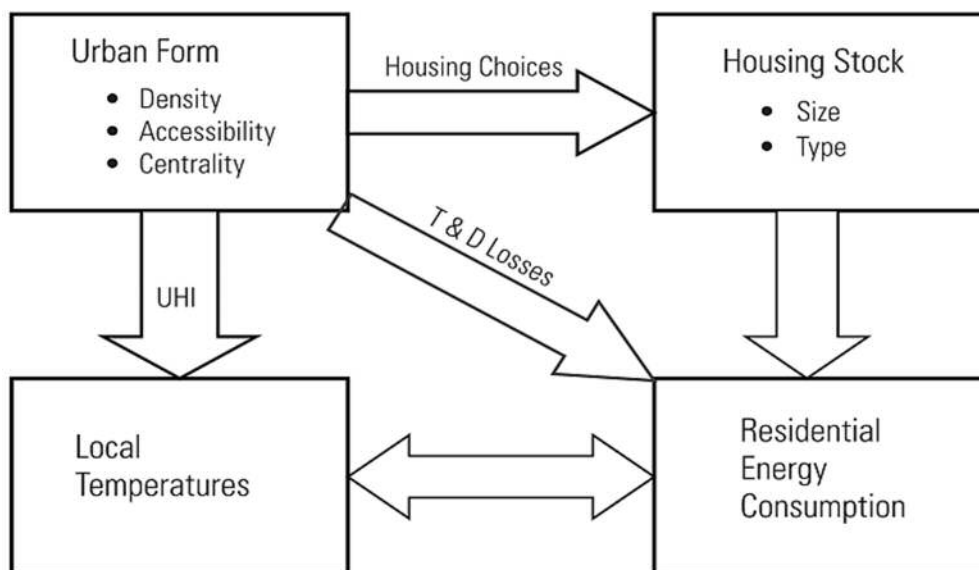 Urban Form
• Density
• Accessibility
• Centrality
Housing Choices
Housing Stock
• Size
• Type
T & D Losses
UHI
Local
Temperatures
Residential
Energy
Consumption